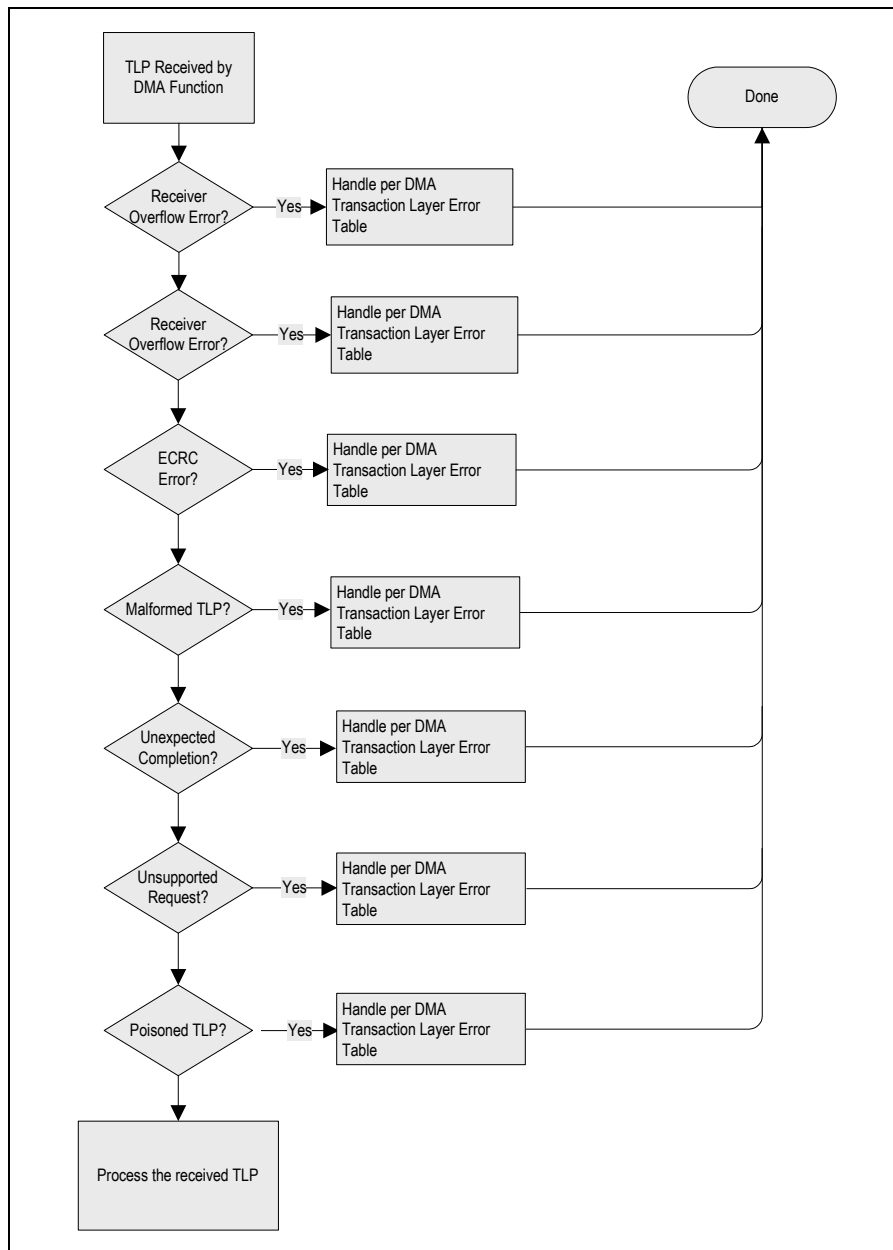 TLP Received by
DMA Function
Done
Receiver
Overflow Error?
Yes
Handle per DMA
Transaction Layer Error
Table
Receiver
Overflow Error?
Yes
Handle per DMA
Transaction Layer Error
Table
ECRC
Error?
Yes
Handle per DMA
Transaction Layer Error
Table
Malformed TLP?
Yes
Handle per DMA
Transaction Layer Error
Table
Unexpected
Completion?
Yes
Handle per DMA
Transaction Layer Error
Table
Unsupported
Request?
Yes
Handle per DMA
Transaction Layer Error
Table
Poisoned TLP?
Yes
Handle per DMA
Transaction Layer Error
Table
Process the received TLP